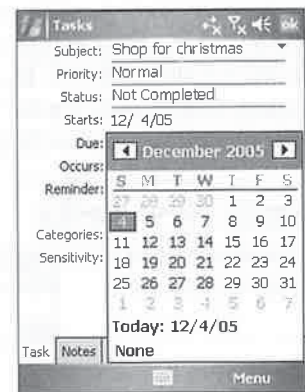 Tasks ok
Subject: Shop for christmas
Priority: Normal
Status: Not Completed
Starts: 12/ 4/05
Due:
Occurs:
Reminder:
Categories:
Sensitivity:
December 2005
S M T W T F S
27 28 29 30 1 2 3
4 5 6 7 8 9 10
11 12 13 14 15 16 17
18 19 20 21 22 23 24
25 26 27 28 29 30 31
1 2 3 4 5 6 7
Today: 12/4/05
None
Task Notes
Menu